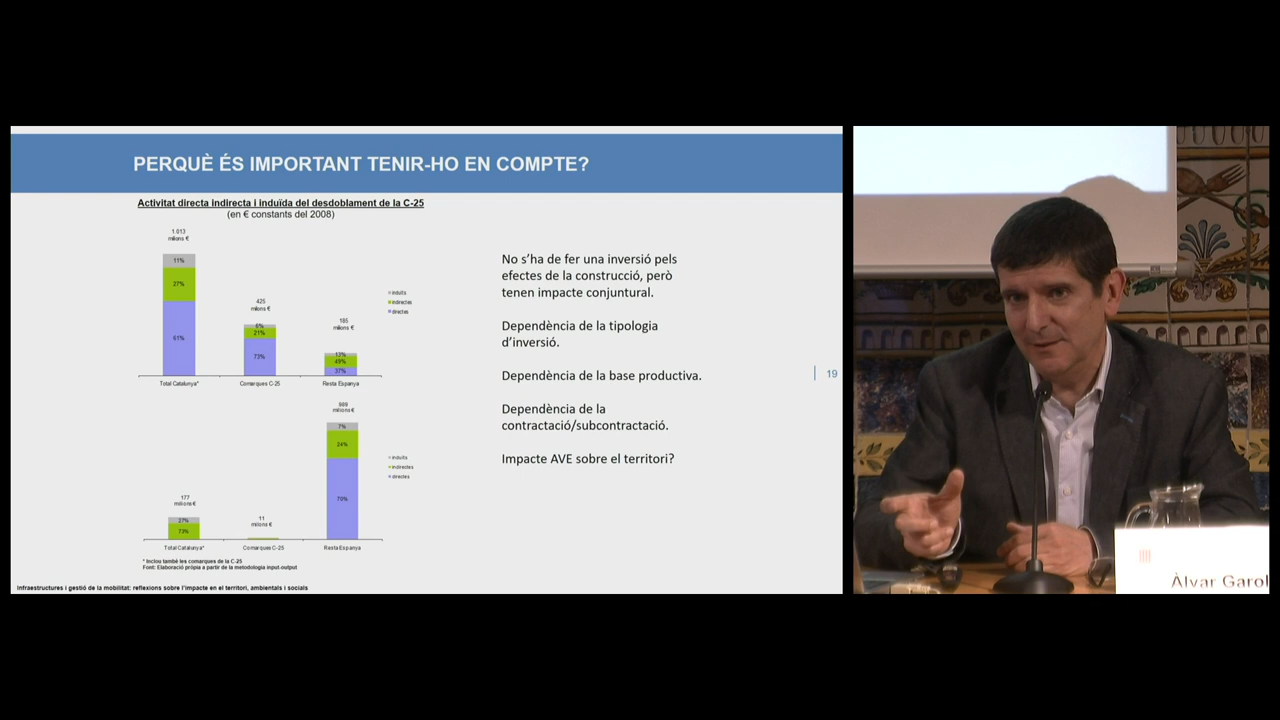 PERQUÈ ÉS IMPORTANT TENIR-HO EN COMPTE?
Activitat directa indirecta i induïda del desdoblament de la C-25
(en € constants del 2008)
1.013
milions €
11%
27%
61%
425
milions €
6%
21%
73%
185
milions €
13%
49%
37%
induïts
indirectes
directes
Total Catalunya*
Comarques C-25
Resta Espanya
No s'ha de fer una inversió pels
efectes de la construcció, però
tenen impacte conjuntural.
Dependència de la tipologia
d'inversió.
Dependència de la base productiva.
Dependència de la
contractació/subcontractació.
Impacte AVE sobre el territori?
19
177
milions €
27%
73%
11
milions €
989
milions €
7%
24%
70%
induïts
indirectes
directes
Total Catalunya*
Comarques C-25
Resta Espanya
* Inclou també les comarques de la C-25
Font: Elaboració pròpia a partir de la metodologia input-output
Infraestructures i gestió de la mobilitat: reflexions sobre l'impacte en el territori, ambientals i socials
Àlvar Garol